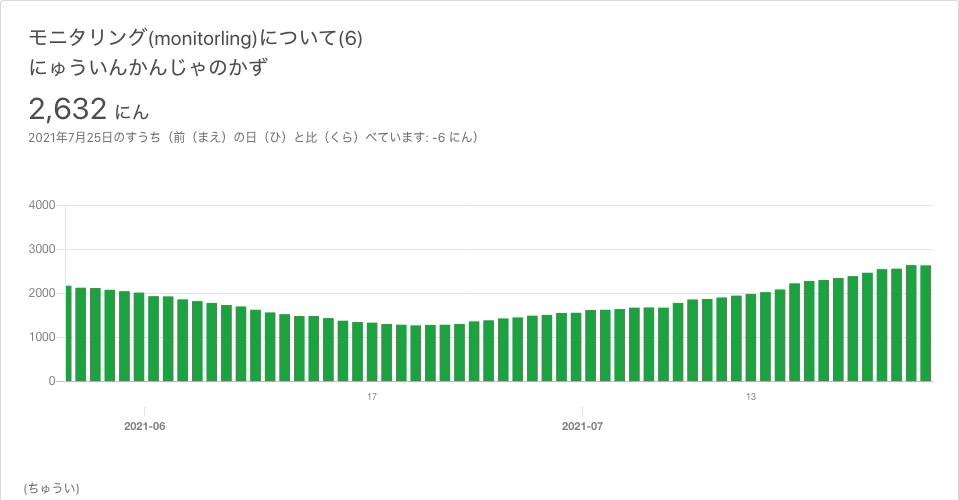 モニタリング(monitorling)について(6)
にゅういんかんじゃのかず
2,632 にん
2021年7月25日のすうち（前（まえ）の日（ひ）と比（くら）べています: -6 にん）
4000
3000
2000
1000
0
17
13
2021-06
2021-07
(ちゅうい)